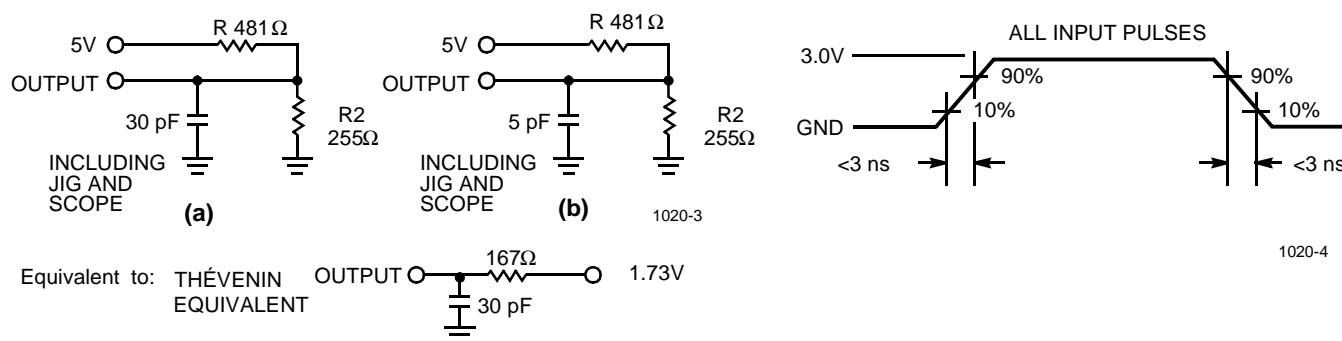 R 481Ω
5V
OUTPUT
30 pF
R2
255Ω
INCLUDING
JIG AND
SCOPE
(a)
R 481Ω
5V
OUTPUT
5 pF
R2
255Ω
INCLUDING
JIG AND
SCOPE
(b)
1020-3
ALL INPUT PULSES
3.0V
90%
10%
GND
<3 ns
90%
10%
<3 ns
1020-4
Equivalent to:
THÉVENIN
EQUIVALENT
OUTPUT
167Ω
1.73V
30 pF